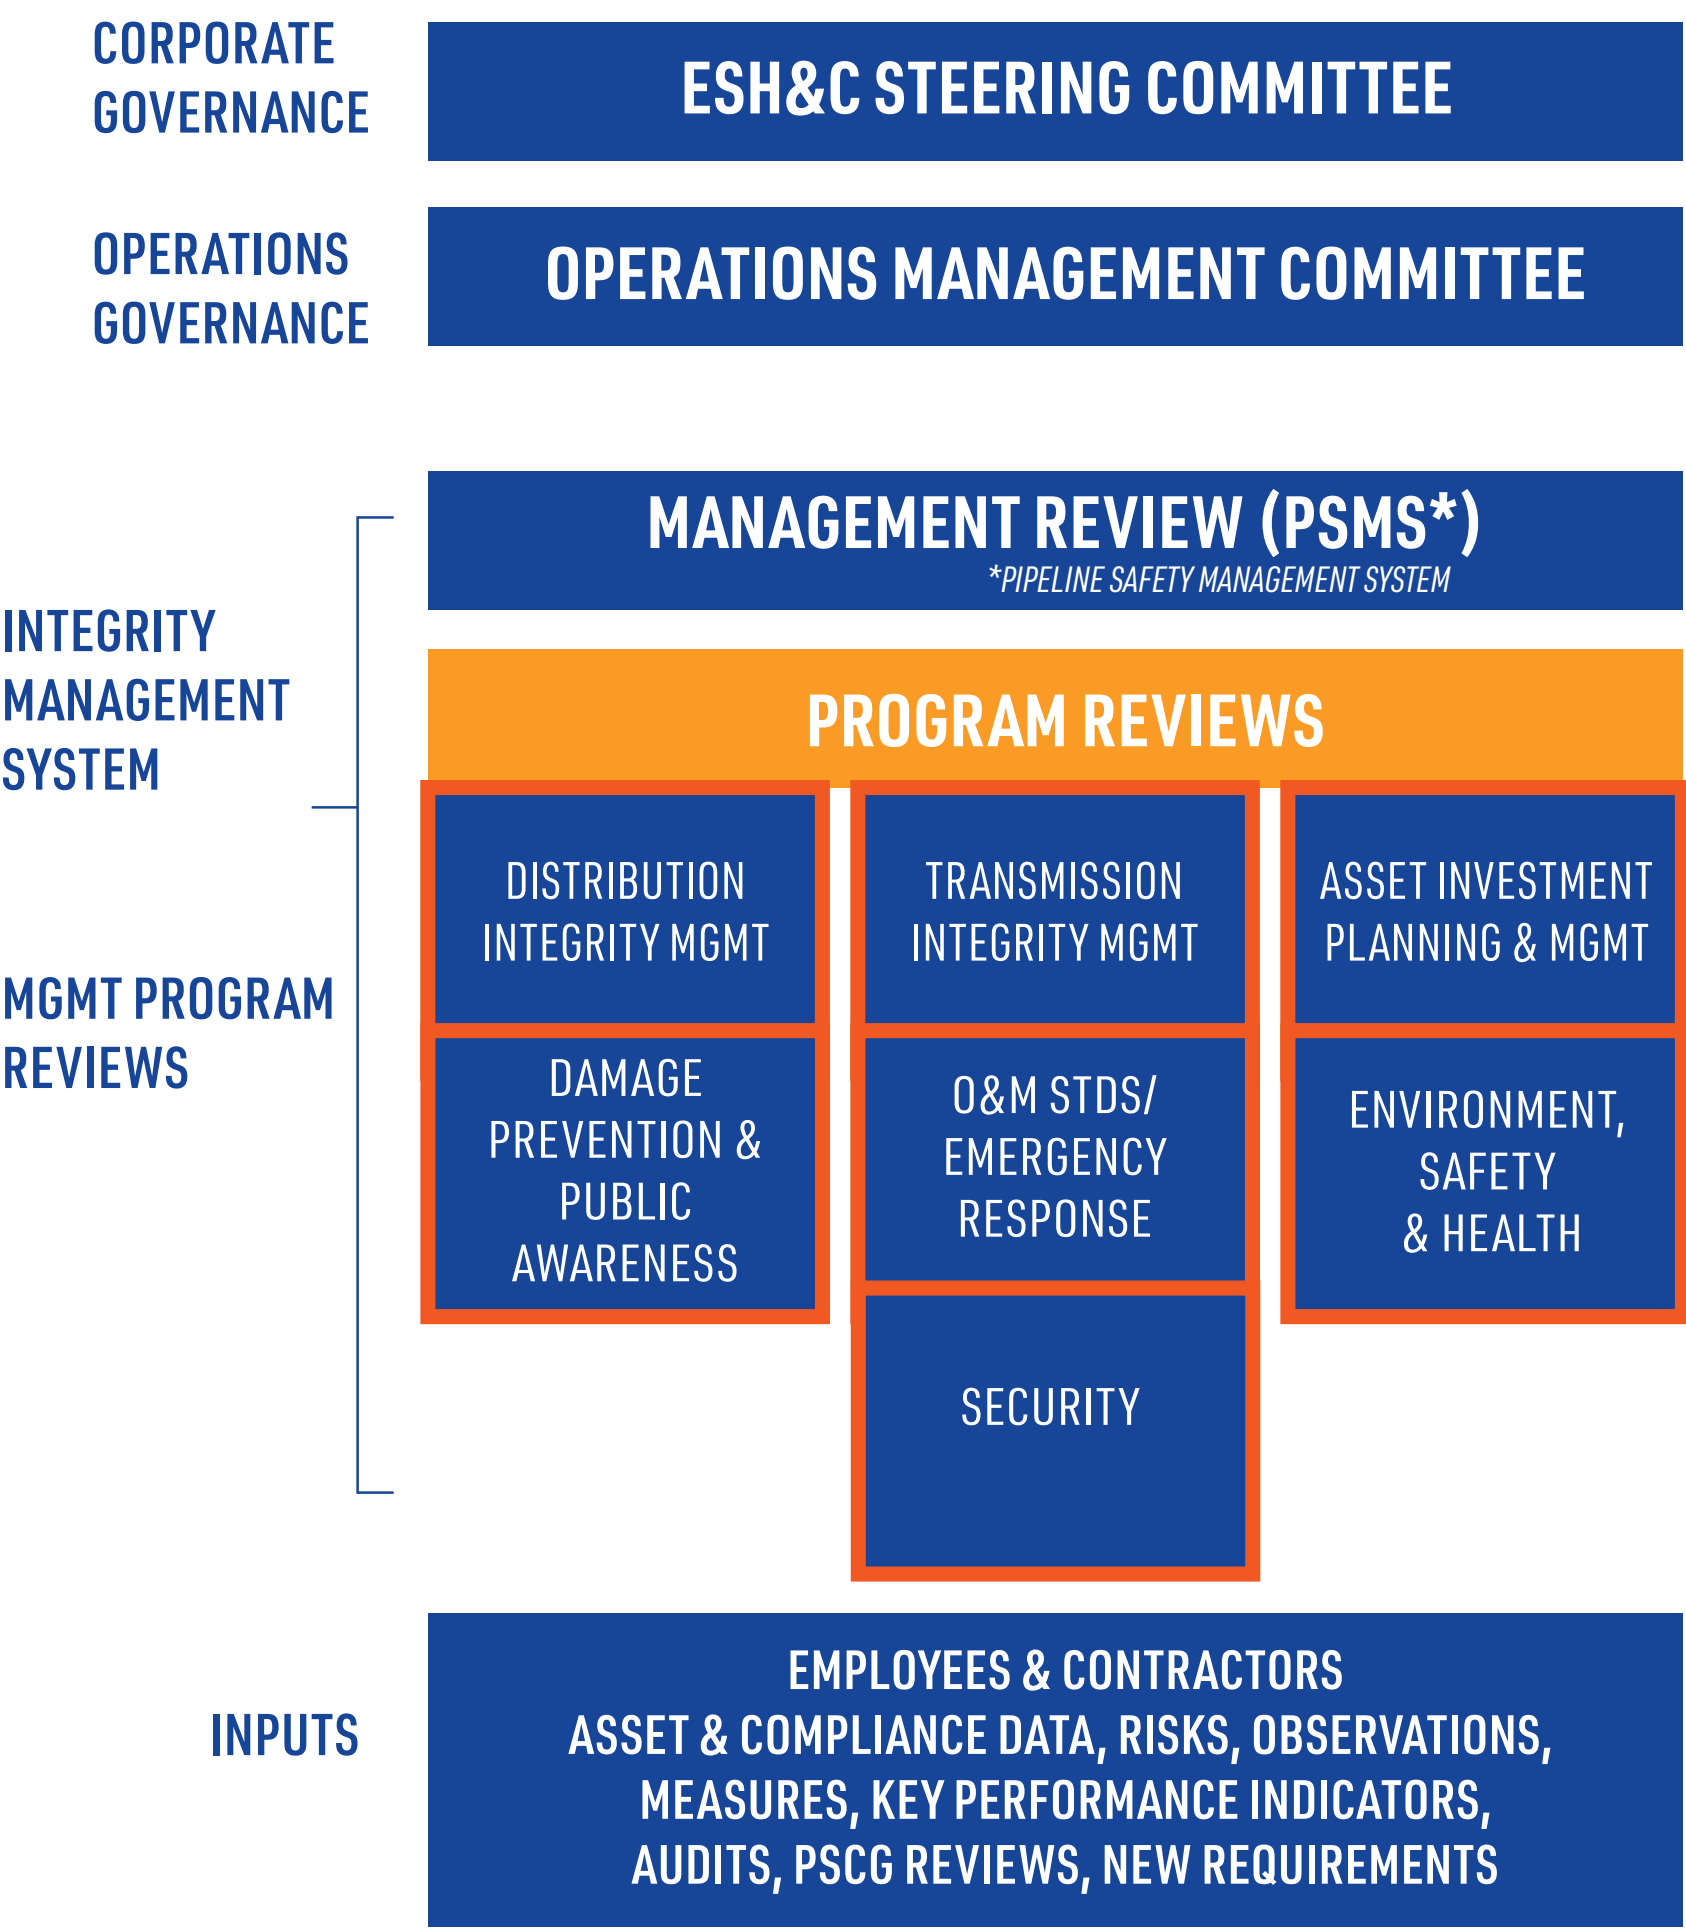 CORPORATE
GOVERNANCE
ESH&C STEERING COMMITTEE
OPERATIONS
GOVERNANCE
OPERATIONS MANAGEMENT COMMITTEE
INTEGRITY
MANAGEMENT
SYSTEM
MGMT PROGRAM
REVIEWS
MANAGEMENT REVIEW (PSMS*)
*PIPELINE SAFETY MANAGEMENT SYSTEM
PROGRAM REVIEWS
DISTRIBUTION
INTEGRITY MGMT
TRANSMISSION
INTEGRITY MGMT
ASSET INVESTMENT
PLANNING & MGMT
DAMAGE
PREVENTION &
PUBLIC
AWARENESS
O&M STDS/
EMERGENCY
RESPONSE
ENVIRONMENT,
SAFETY
& HEALTH
SECURITY
INPUTS
EMPLOYEES & CONTRACTORS
ASSET & COMPLIANCE DATA, RISKS, OBSERVATIONS,
MEASURES, KEY PERFORMANCE INDICATORS,
AUDITS, PSCG REVIEWS, NEW REQUIREMENTS